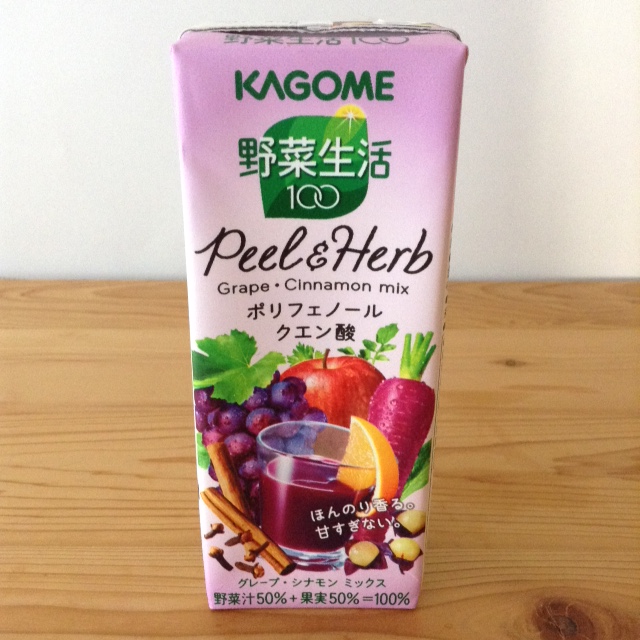 野菜生活100
KAGOME
野菜生活
100
Peel & Herb
Grape・Cinnamon mix
ポリフェノール
クエン酸
ほんのり香る。
甘すぎない。
グレープ・シナモン ミックス
野菜汁50%+果実50%=100%